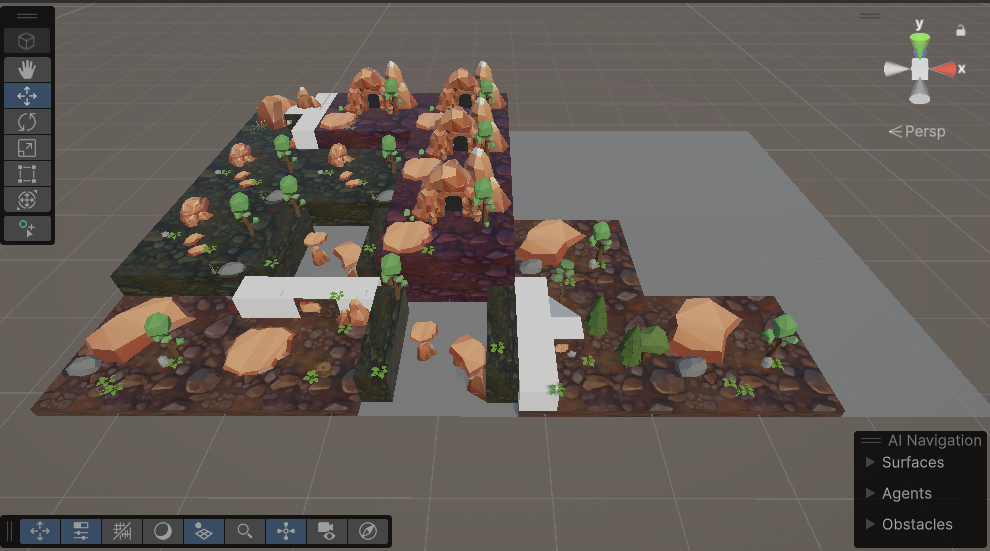 y
x
Persp
AI Navigation
Surfaces
Agents
Obstacles